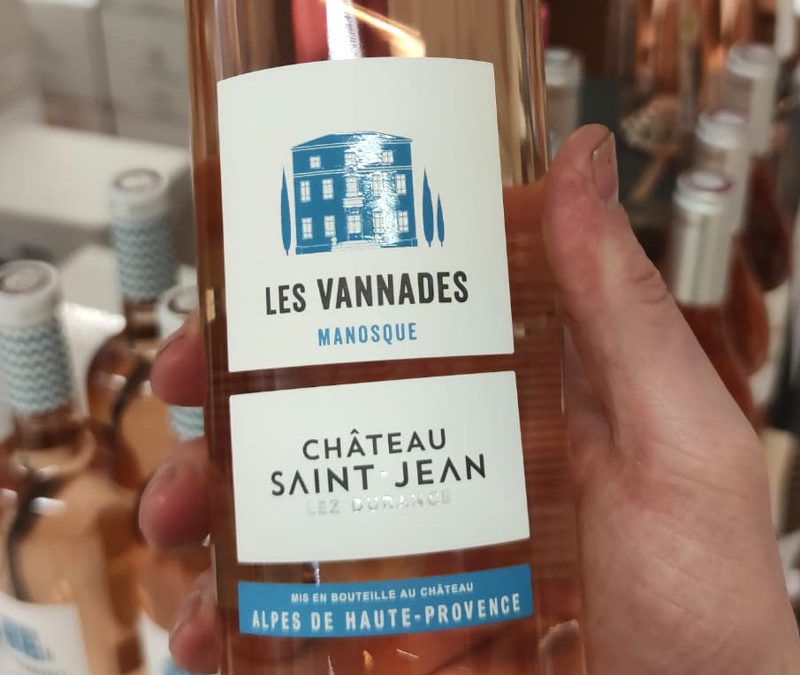 LES VANNADES
MANOSQUE
CHÂTEAU
SAINT-JEAN
LEZ DURANCE
MIS EN BOUTEILLE AU CHÂTEAU
ALPES DE HAUTE-PROVENCE